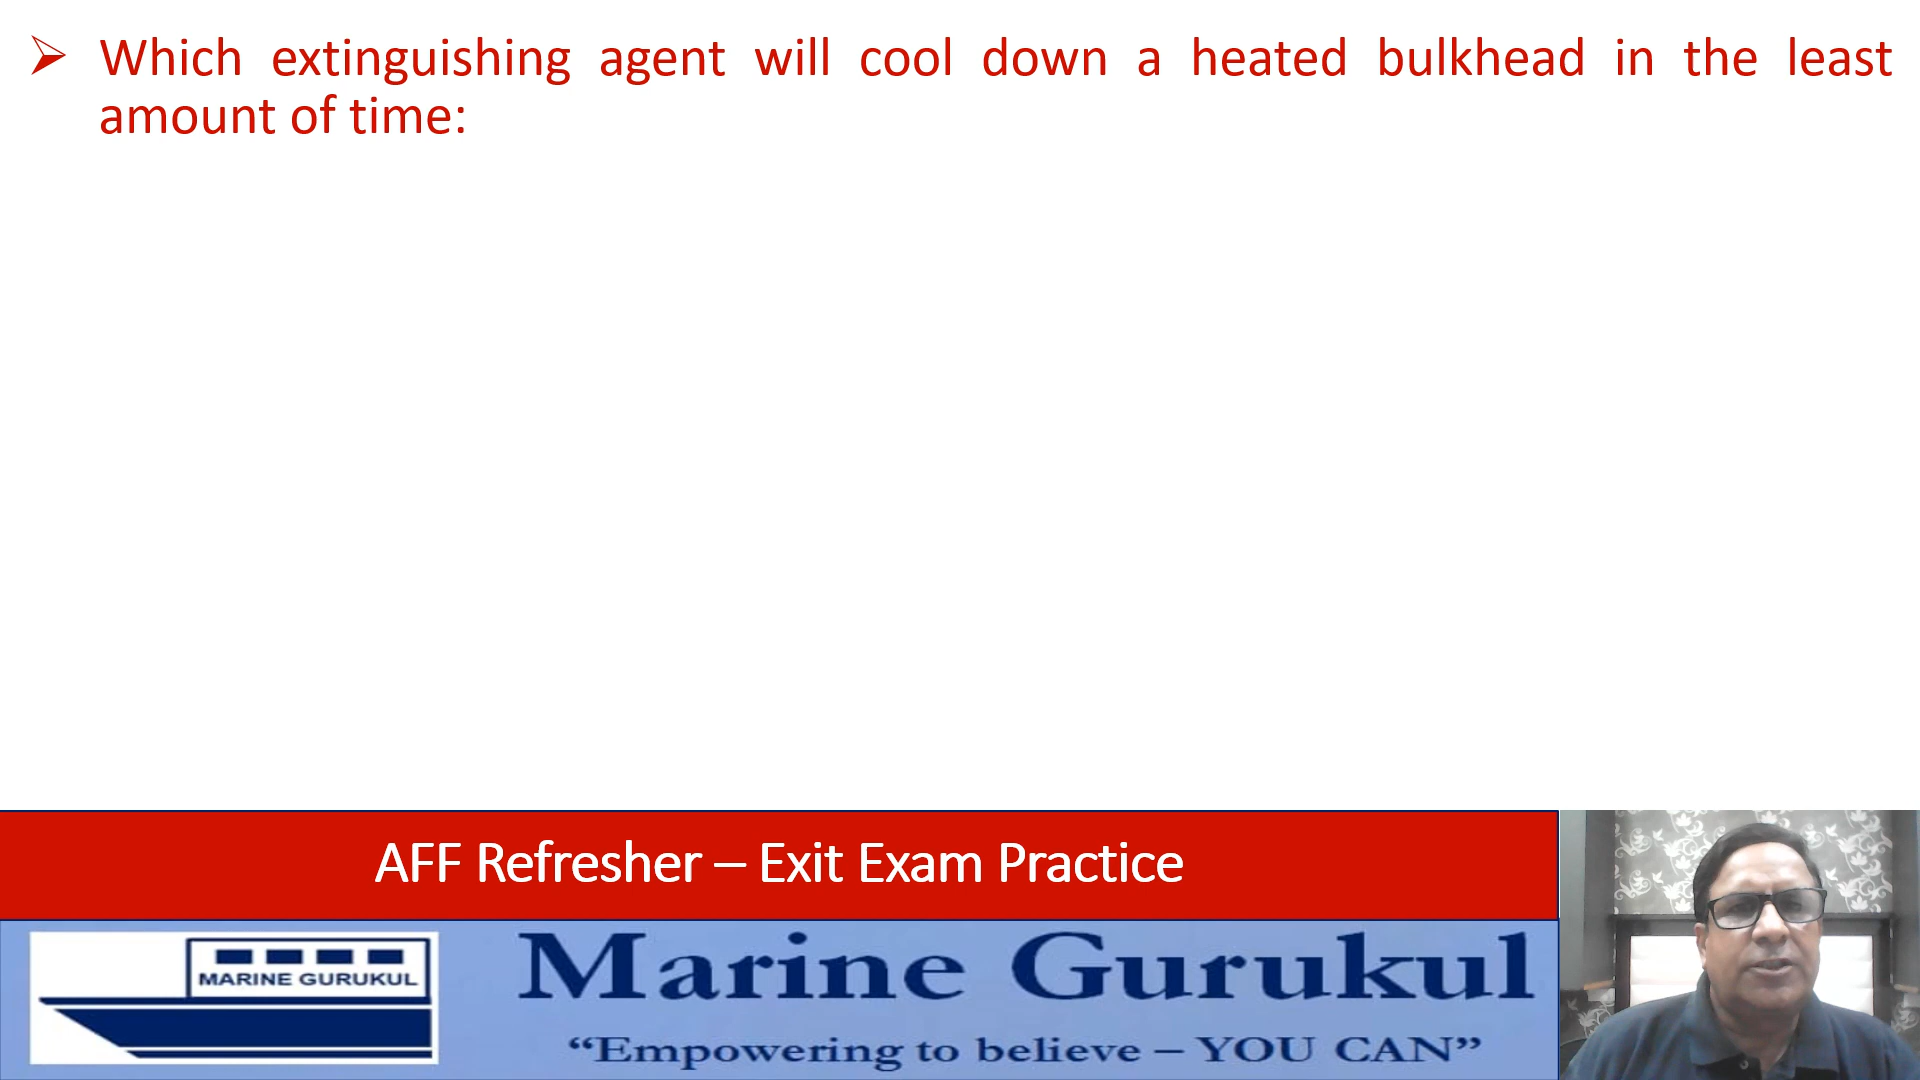 Which extinguishing agent will cool down a heated bulkhead in the least
amount of time:
AFF Refresher – Exit Exam Practice
MARINE GURUKUL
Marine Gurukul
“Empowering to believe – YOU CAN”